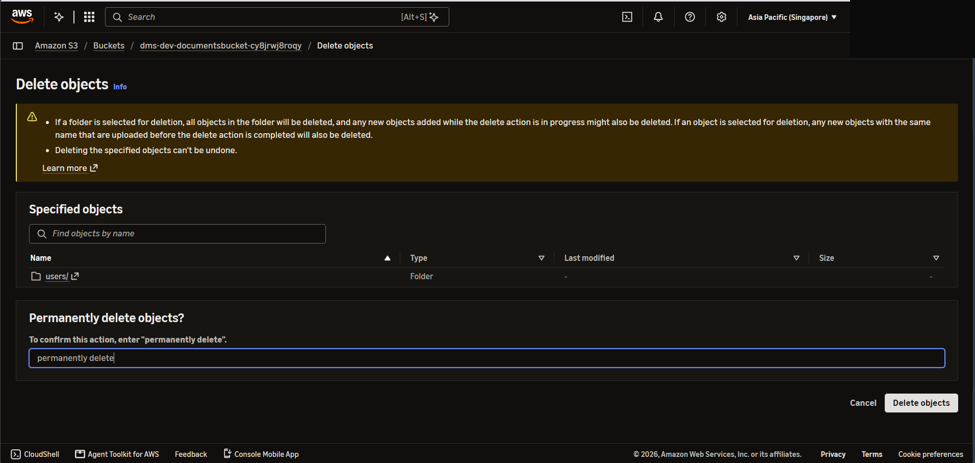 aws
Search [Alt+S]
Asia Pacific (Singapore)
Amazon S3 / Buckets / dms-dev-documentsbucket-cy8jrwj8roqy / Delete objects
Delete objects Info
• If a folder is selected for deletion, all objects in the folder will be deleted, and any new objects added while the delete action is in progress might also be deleted. If an object is selected for deletion, any new objects with the same
name that are uploaded before the delete action is completed will also be deleted.
• Deleting the specified objects can't be undone.
Learn more
Specified objects
Find objects by name
Name Type Last modified Size
users/ Folder - -
Permanently delete objects?
To confirm this action, enter "permanently delete".
permanently delete
Cancel Delete objects
CloudShell Agent Toolkit for AWS Feedback Console Mobile App © 2026, Amazon Web Services, Inc. or its affiliates. Privacy Terms Cookie preferences